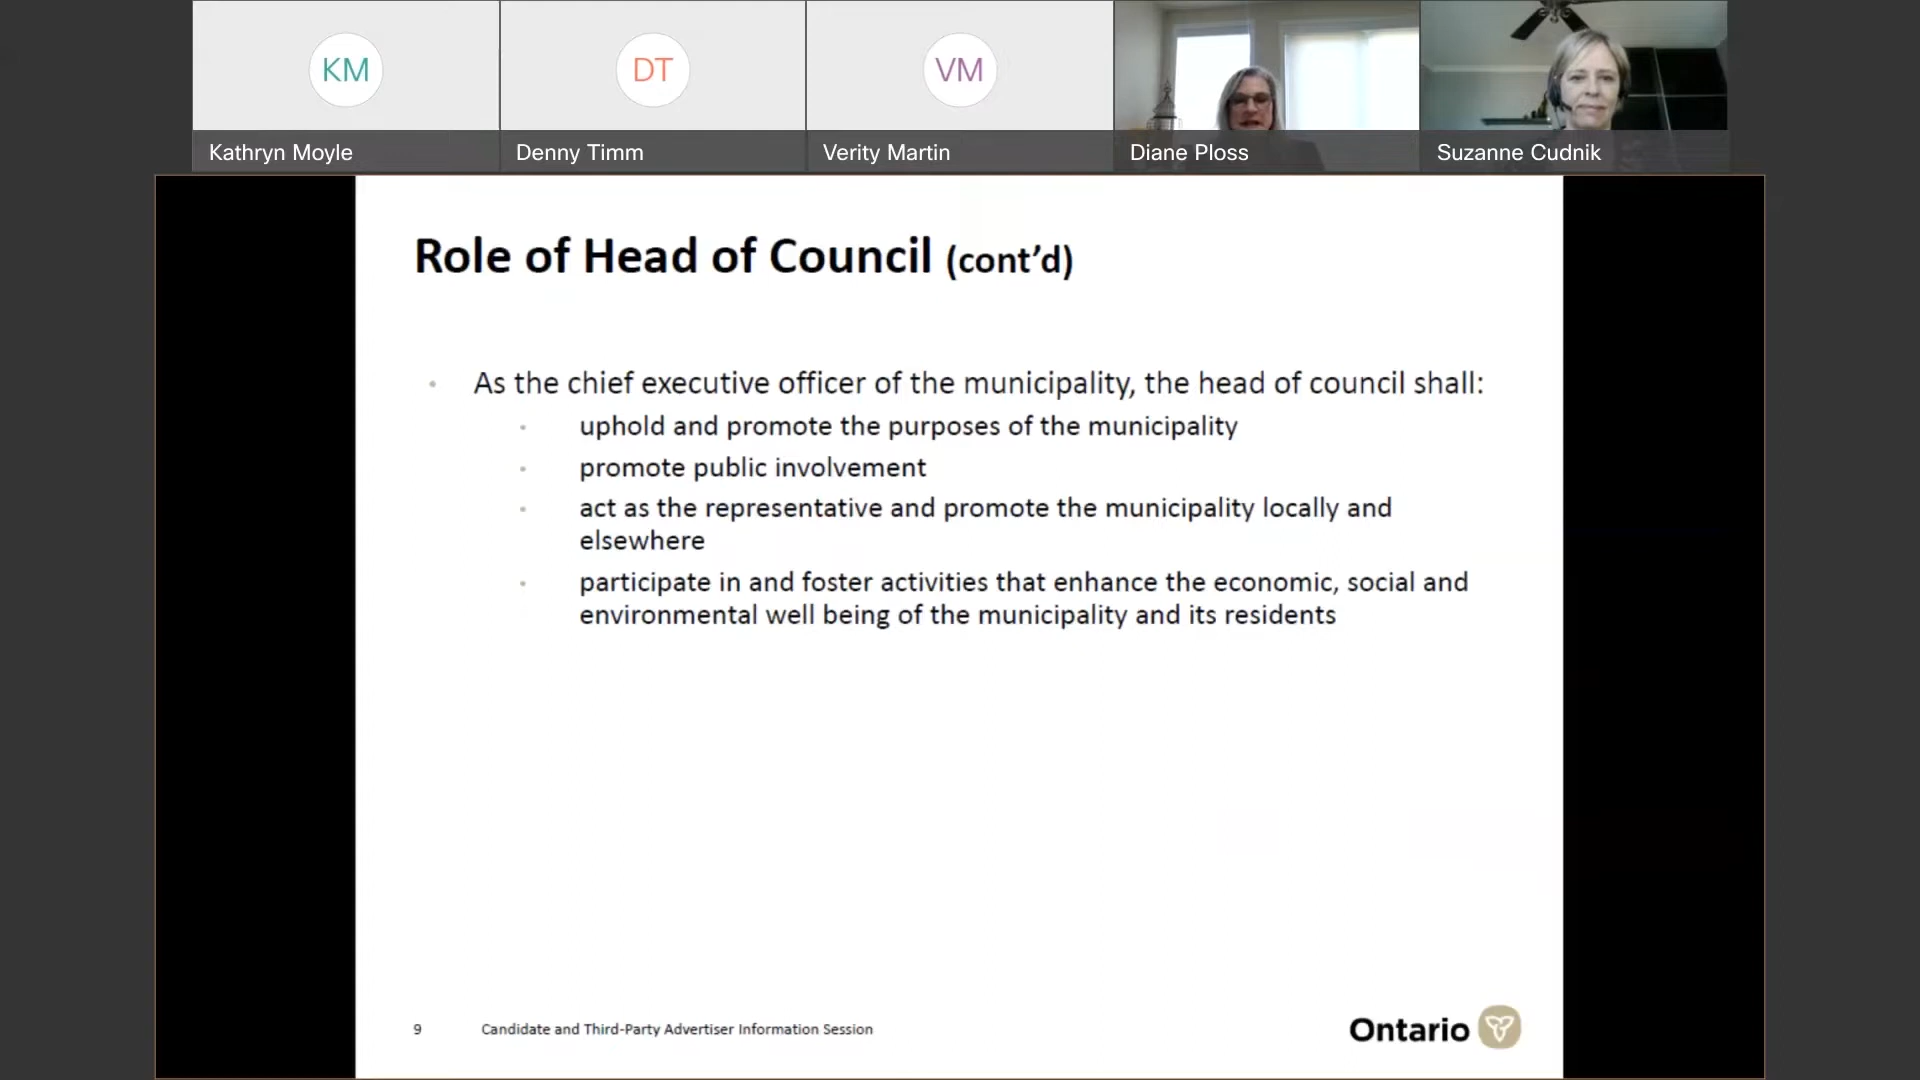 KM
DT
VM
Kathryn Moyle
Denny Timm
Verity Martin
Diane Ploss
Suzanne Cudnik
Role of Head of Council (cont’d)
• As the chief executive officer of the municipality, the head of council shall:
• uphold and promote the purposes of the municipality
• promote public involvement
• act as the representative and promote the municipality locally and
elsewhere
• participate in and foster activities that enhance the economic, social and
environmental well being of the municipality and its residents
9 Candidate and Third-Party Advertiser Information Session
Ontario